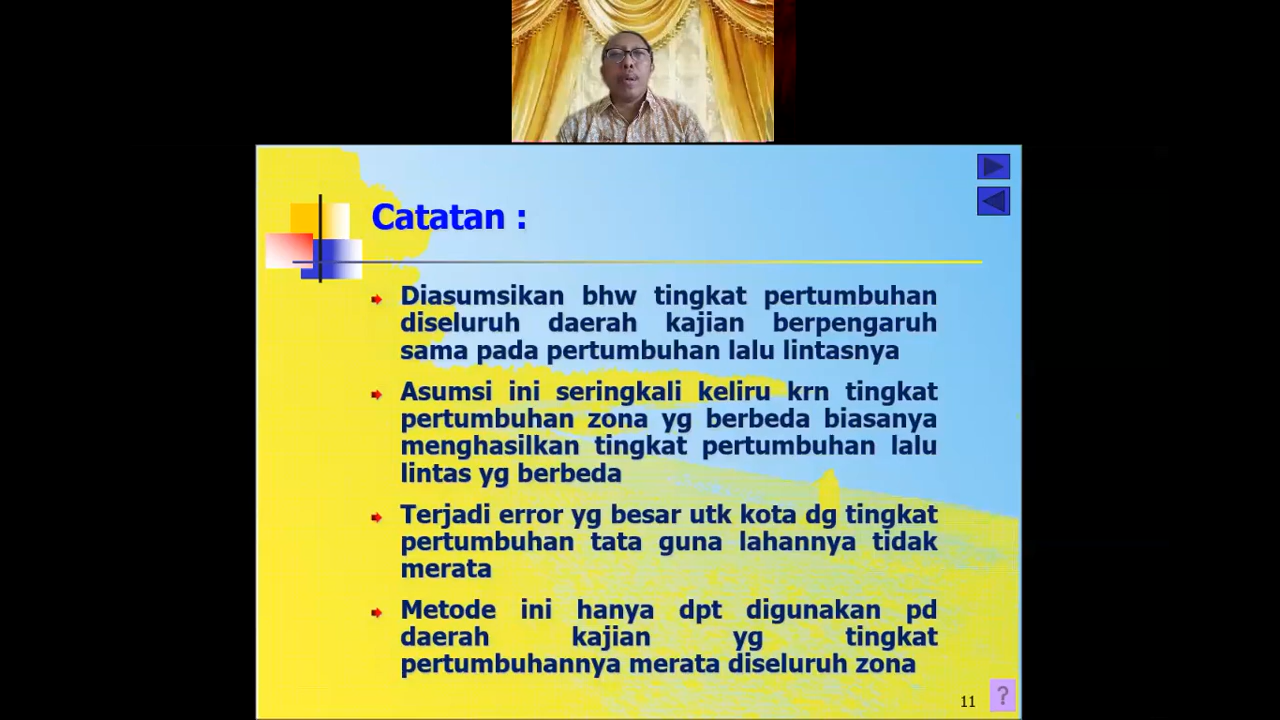 Catatan :
Diasumsikan bhw tingkat pertumbuhan
diseluruh daerah kajian berpengaruh
sama pada pertumbuhan lalu lintasnya
Asumsi ini seringkali keliru krn tingkat
pertumbuhan zona yg berbeda biasanya
menghasilkan tingkat pertumbuhan lalu
lintas yg berbeda
Terjadi error yg besar utk kota dg tingkat
pertumbuhan tata guna lahannya tidak
merata
Metode ini hanya dpt digunakan pd
daerah kajian yg tingkat
pertumbuhannya merata diseluruh zona
11
?